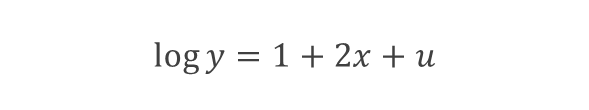 log y = 1 + 2x + u